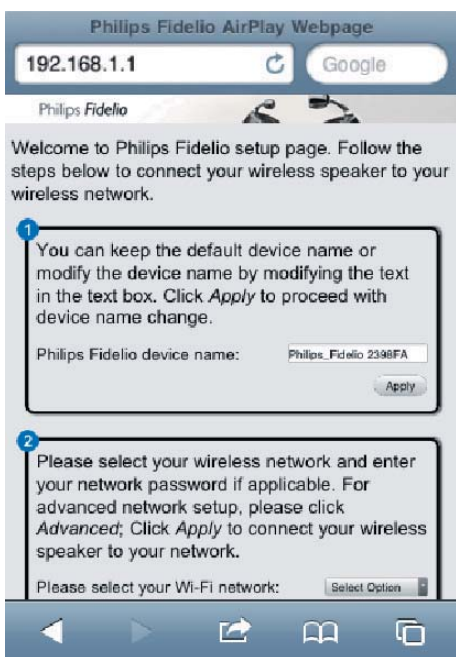 Philips Fidelio AirPlay Webpage
192.168.1.1
Google
Philips Fidelio
Welcome to Philips Fidelio setup page. Follow the
steps below to connect your wireless speaker to your
wireless network.
1
You can keep the default device name or
modify the device name by modifying the text
in the text box. Click Apply to proceed with
device name change.
Philips Fidelio device name: Philips_Fidelio 2398FA
Apply
2
Please select your wireless network and enter
your network password if applicable. For
advanced network setup, please click
Advanced; Click Apply to connect your wireless
speaker to your network.
Please select your Wi-Fi network: Select Option